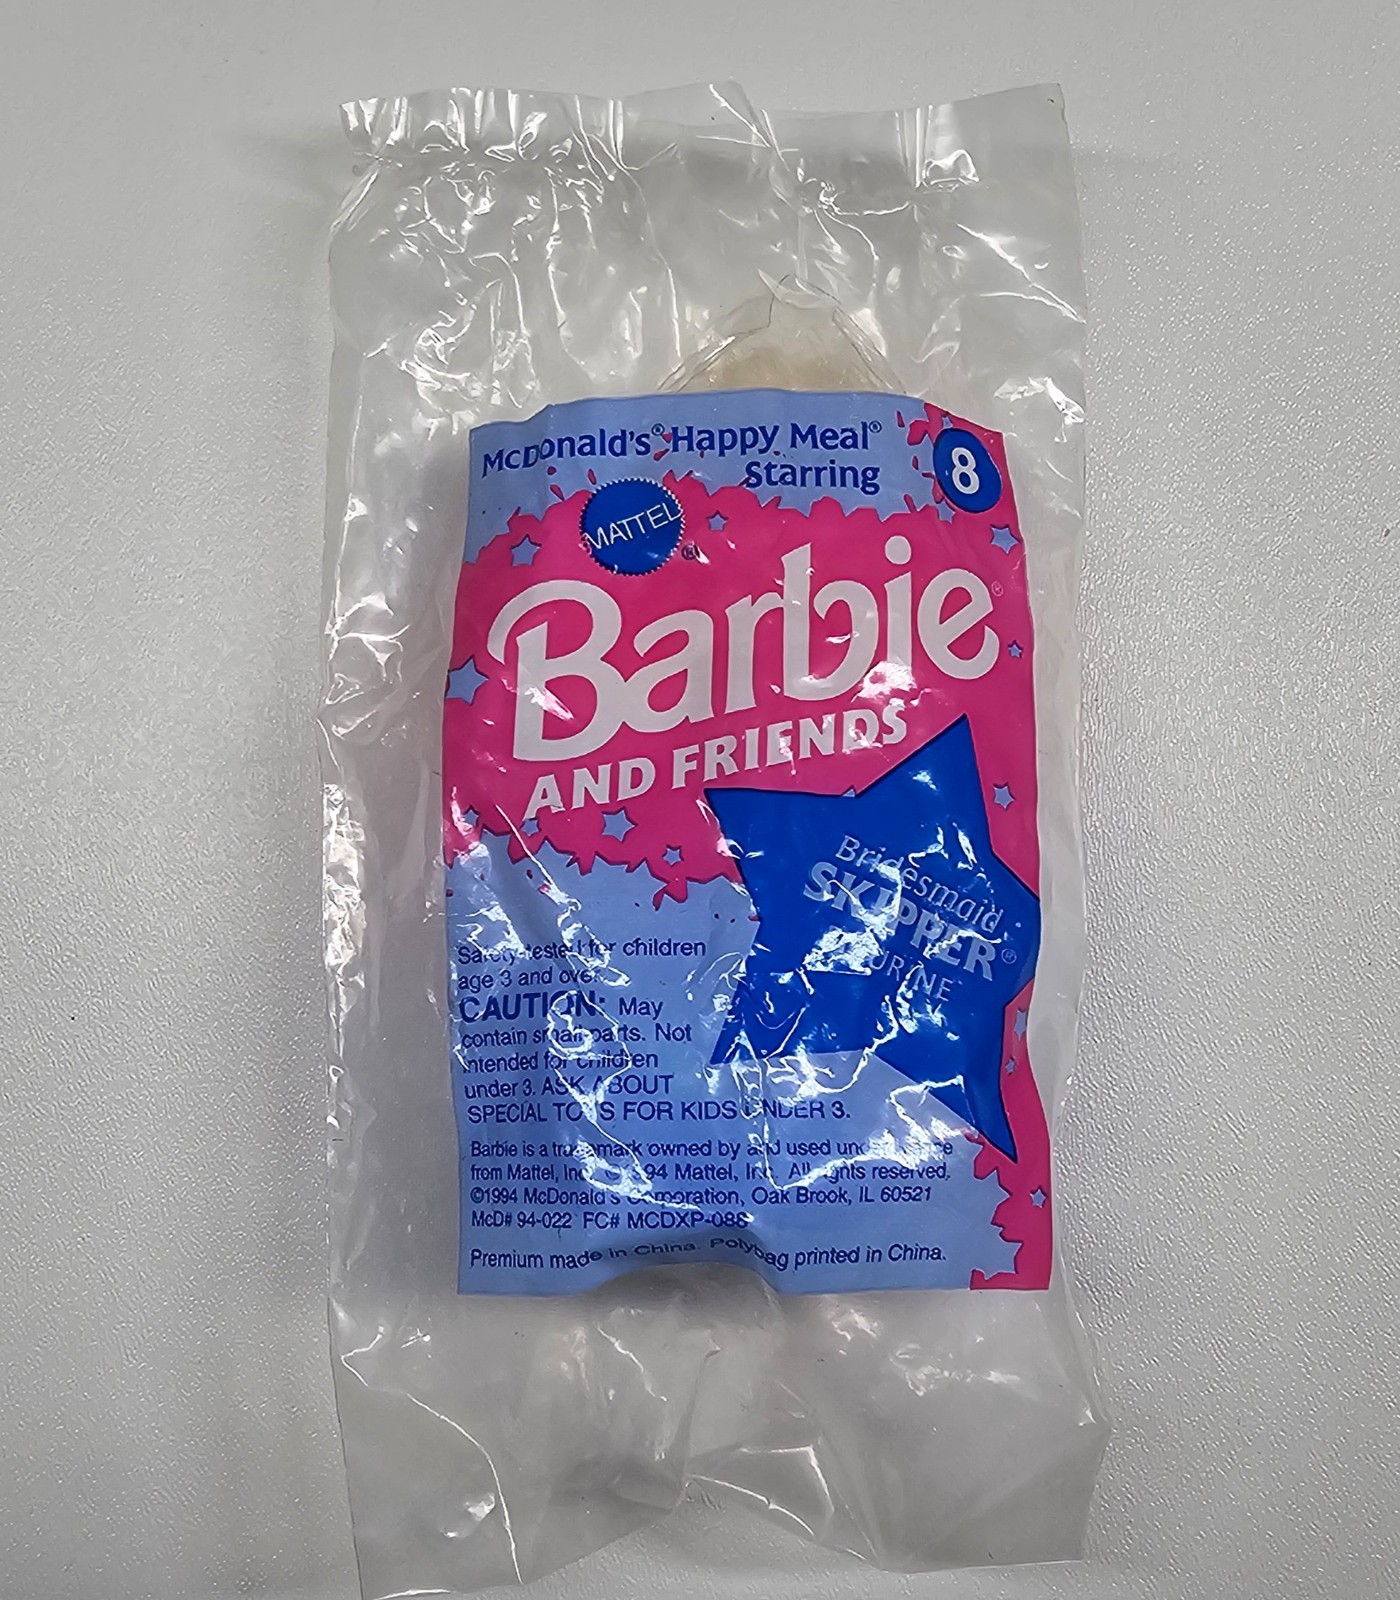 McDonald's® Happy Meal®
Starring
8
MATTEL
®
Barbie®
AND FRIENDS
Bridesmaid
SKIPPER®
Safety tested for children
age 3 and over.
CAUTION: May
contain small parts. Not
intended for children
under 3. ASK ABOUT
SPECIAL TOYS FOR KIDS UNDER 3.
Barbie is a trademark owned by and used under
from Mattel, Inc. ©1994 Mattel, Inc. All rights reserved.
©1994 McDonald's Corporation, Oak Brook, IL 60521
McD# 94-022 FC# MCDXP-088
Premium made in China. Polybag printed in China.